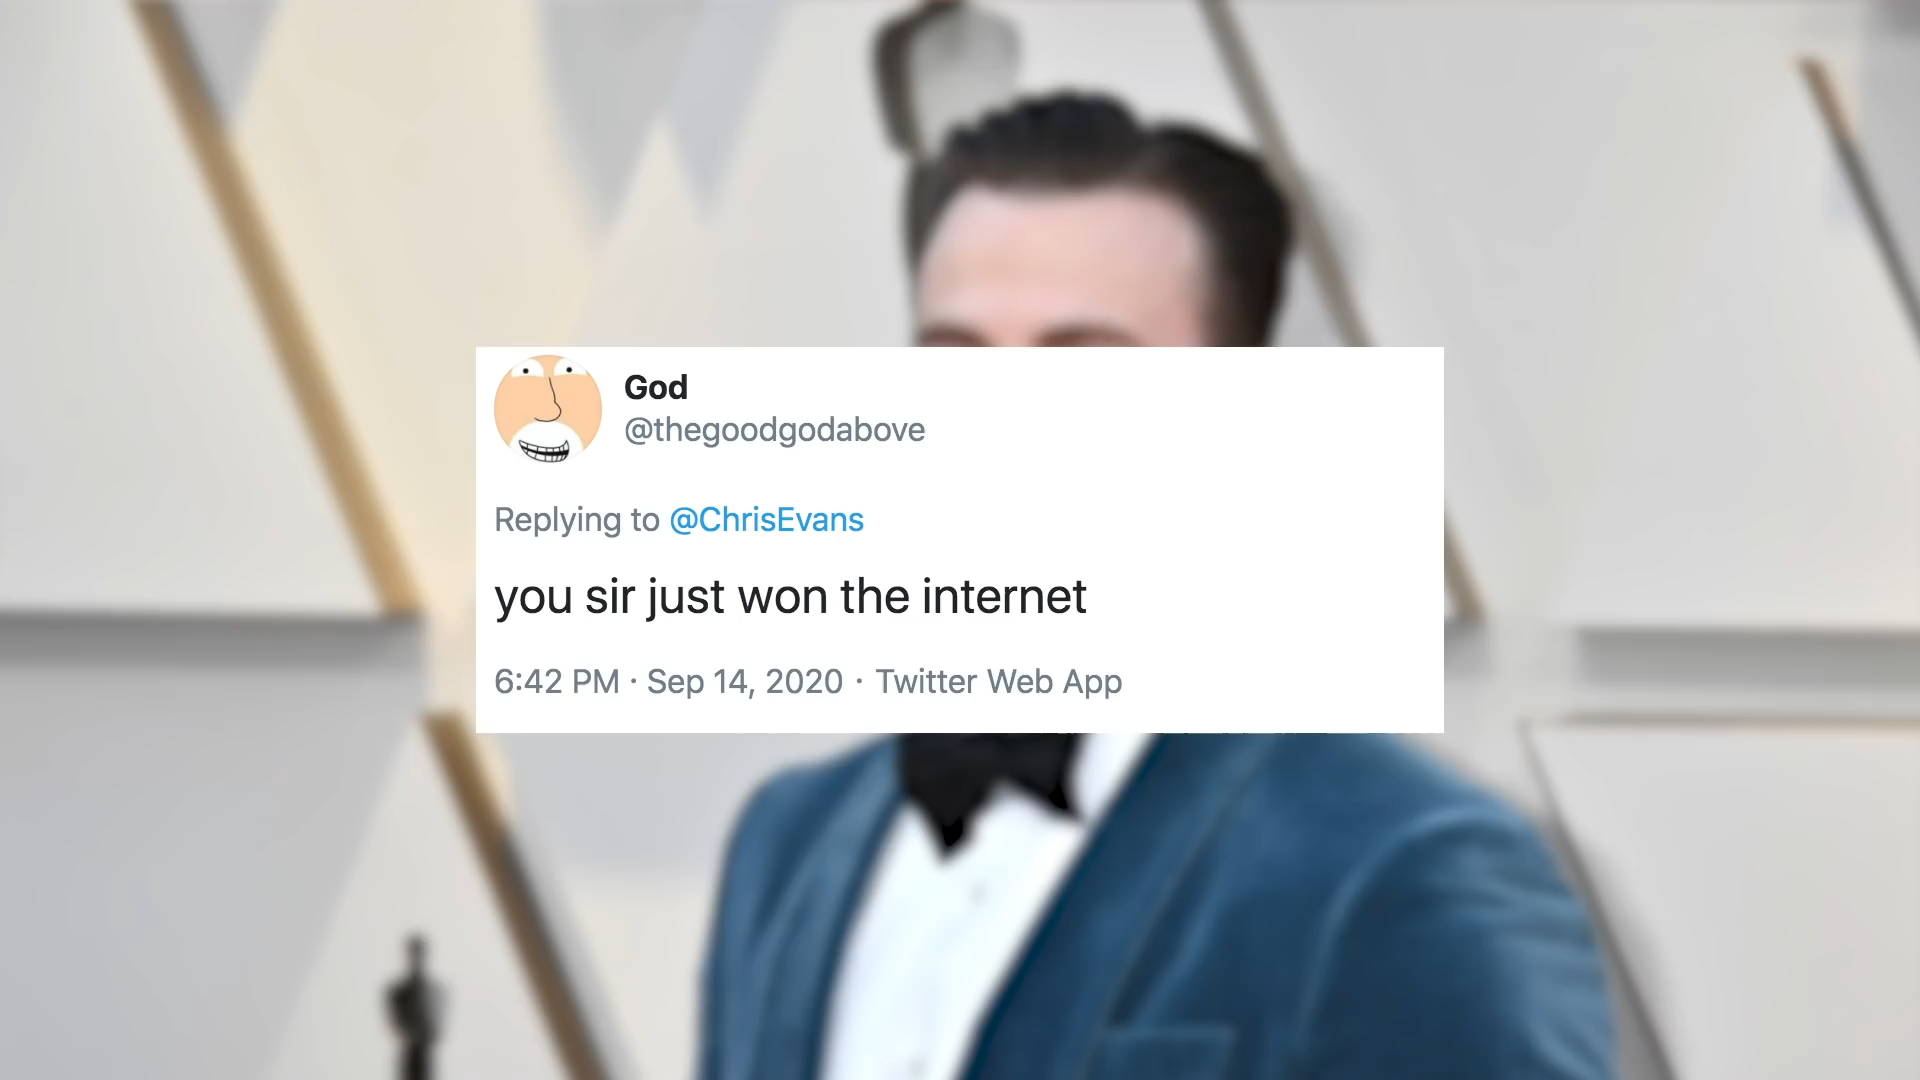 God
@thegoodgodabove
Replying to @ChrisEvans
you sir just won the internet
6:42 PM · Sep 14, 2020 · Twitter Web App